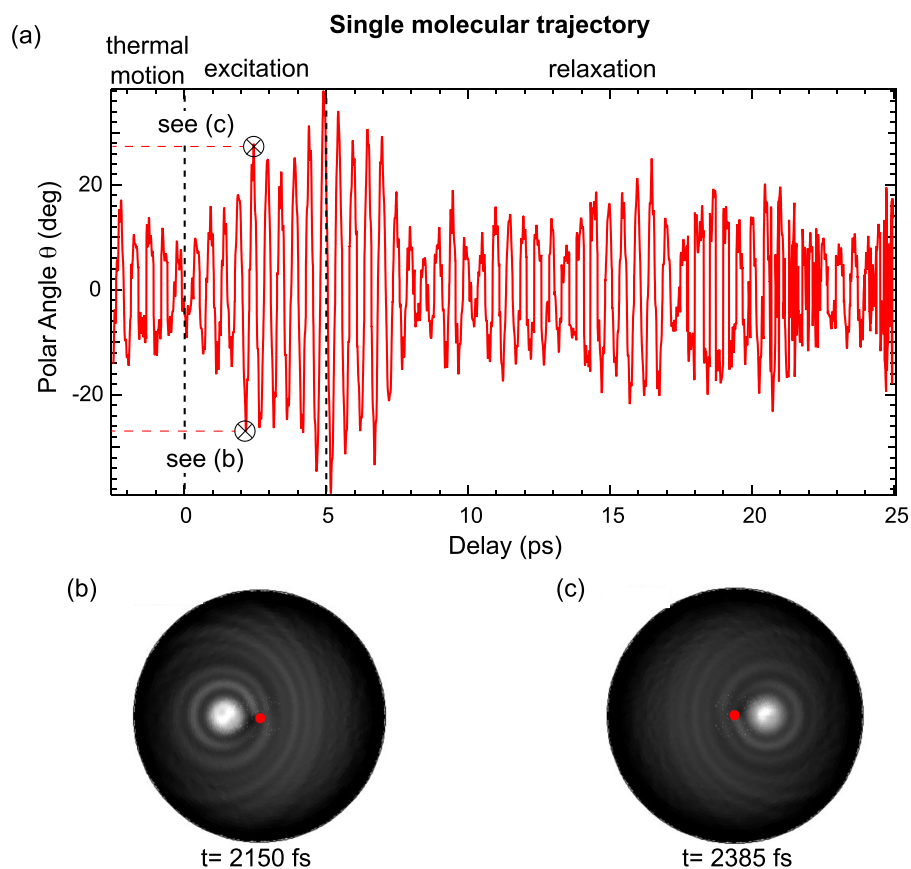 Single molecular trajectory
(a)
thermal
motion
excitation
relaxation
see (c)
see (b)
Polar Angle θ (deg)
20
0
-20
0
5
10
15
20
25
Delay (ps)
(b)
(c)
t= 2150 fs
t= 2385 fs